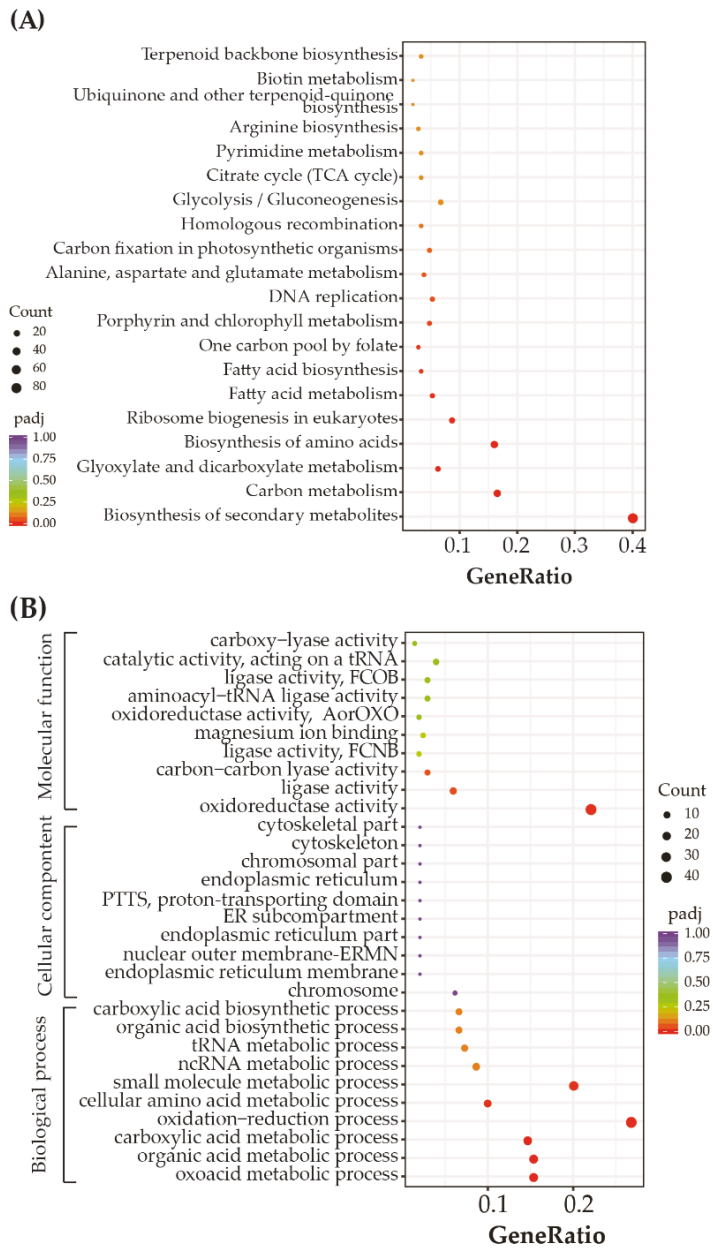 (A)
Terpenoid backbone biosynthesis
Biotin metabolism
Ubiquinone and other terpenoid-quinone
biosynthesis
Arginine biosynthesis
Pyrimidine metabolism
Citrate cycle (TCA cycle)
Glycolysis / Gluconeogenesis
Homologous recombination
Carbon fixation in photosynthetic organisms
Alanine, aspartate and glutamate metabolism
DNA replication
Porphyrin and chlorophyll metabolism
One carbon pool by folate
Fatty acid biosynthesis
Fatty acid metabolism
Ribosome biogenesis in eukaryotes
Biosynthesis of amino acids
Glyoxylate and dicarboxylate metabolism
Carbon metabolism
Biosynthesis of secondary metabolites
Count
20
40
60
80
padj
1.00
0.75
0.50
0.25
0.00
0.1 0.2 0.3 0.4
GeneRatio
(B)
Molecular function
carboxy-lyase activity
catalytic activity, acting on a tRNA
ligase activity, FCOB
aminoacyl-tRNA ligase activity
oxidoreductase activity, AorOXO
magnesium ion binding
ligase activity, FCNB
carbon-carbon lyase activity
ligase activity
oxidoreductase activity
Cellular compontent
cytoskeletal part
cytoskeleton
chromosomal part
endoplasmic reticulum
PTTS, proton-transporting domain
ER subcompartment
endoplasmic reticulum part
nuclear outer membrane-ERMN
endoplasmic reticulum membrane
chromosome
Biological process
carboxylic acid biosynthetic process
organic acid biosynthetic process
tRNA metabolic process
ncRNA metabolic process
small molecule metabolic process
cellular amino acid metabolic process
oxidation-reduction process
carboxylic acid metabolic process
organic acid metabolic process
oxoacid metabolic process
Count
10
20
30
40
padj
1.00
0.75
0.50
0.25
0.00
0.1 0.2
GeneRatio